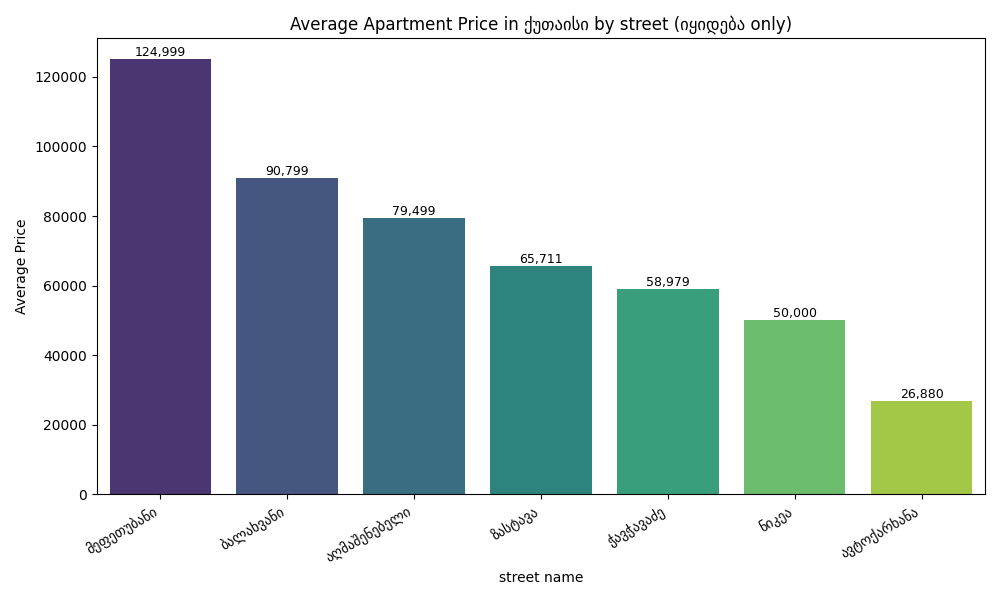 Average Apartment Price in ქუთაისი by street (იყიდება only)
124,999
90,799
79,499
65,711
58,979
50,000
26,880
120000
100000
80000
60000
40000
20000
0
Average Price
მეფეთუბანი
ბალახვანი
აღმაშენებელი
ზასტავა
ჭავჭავაძე
ნიკეა
ავტოქარხანა
street name